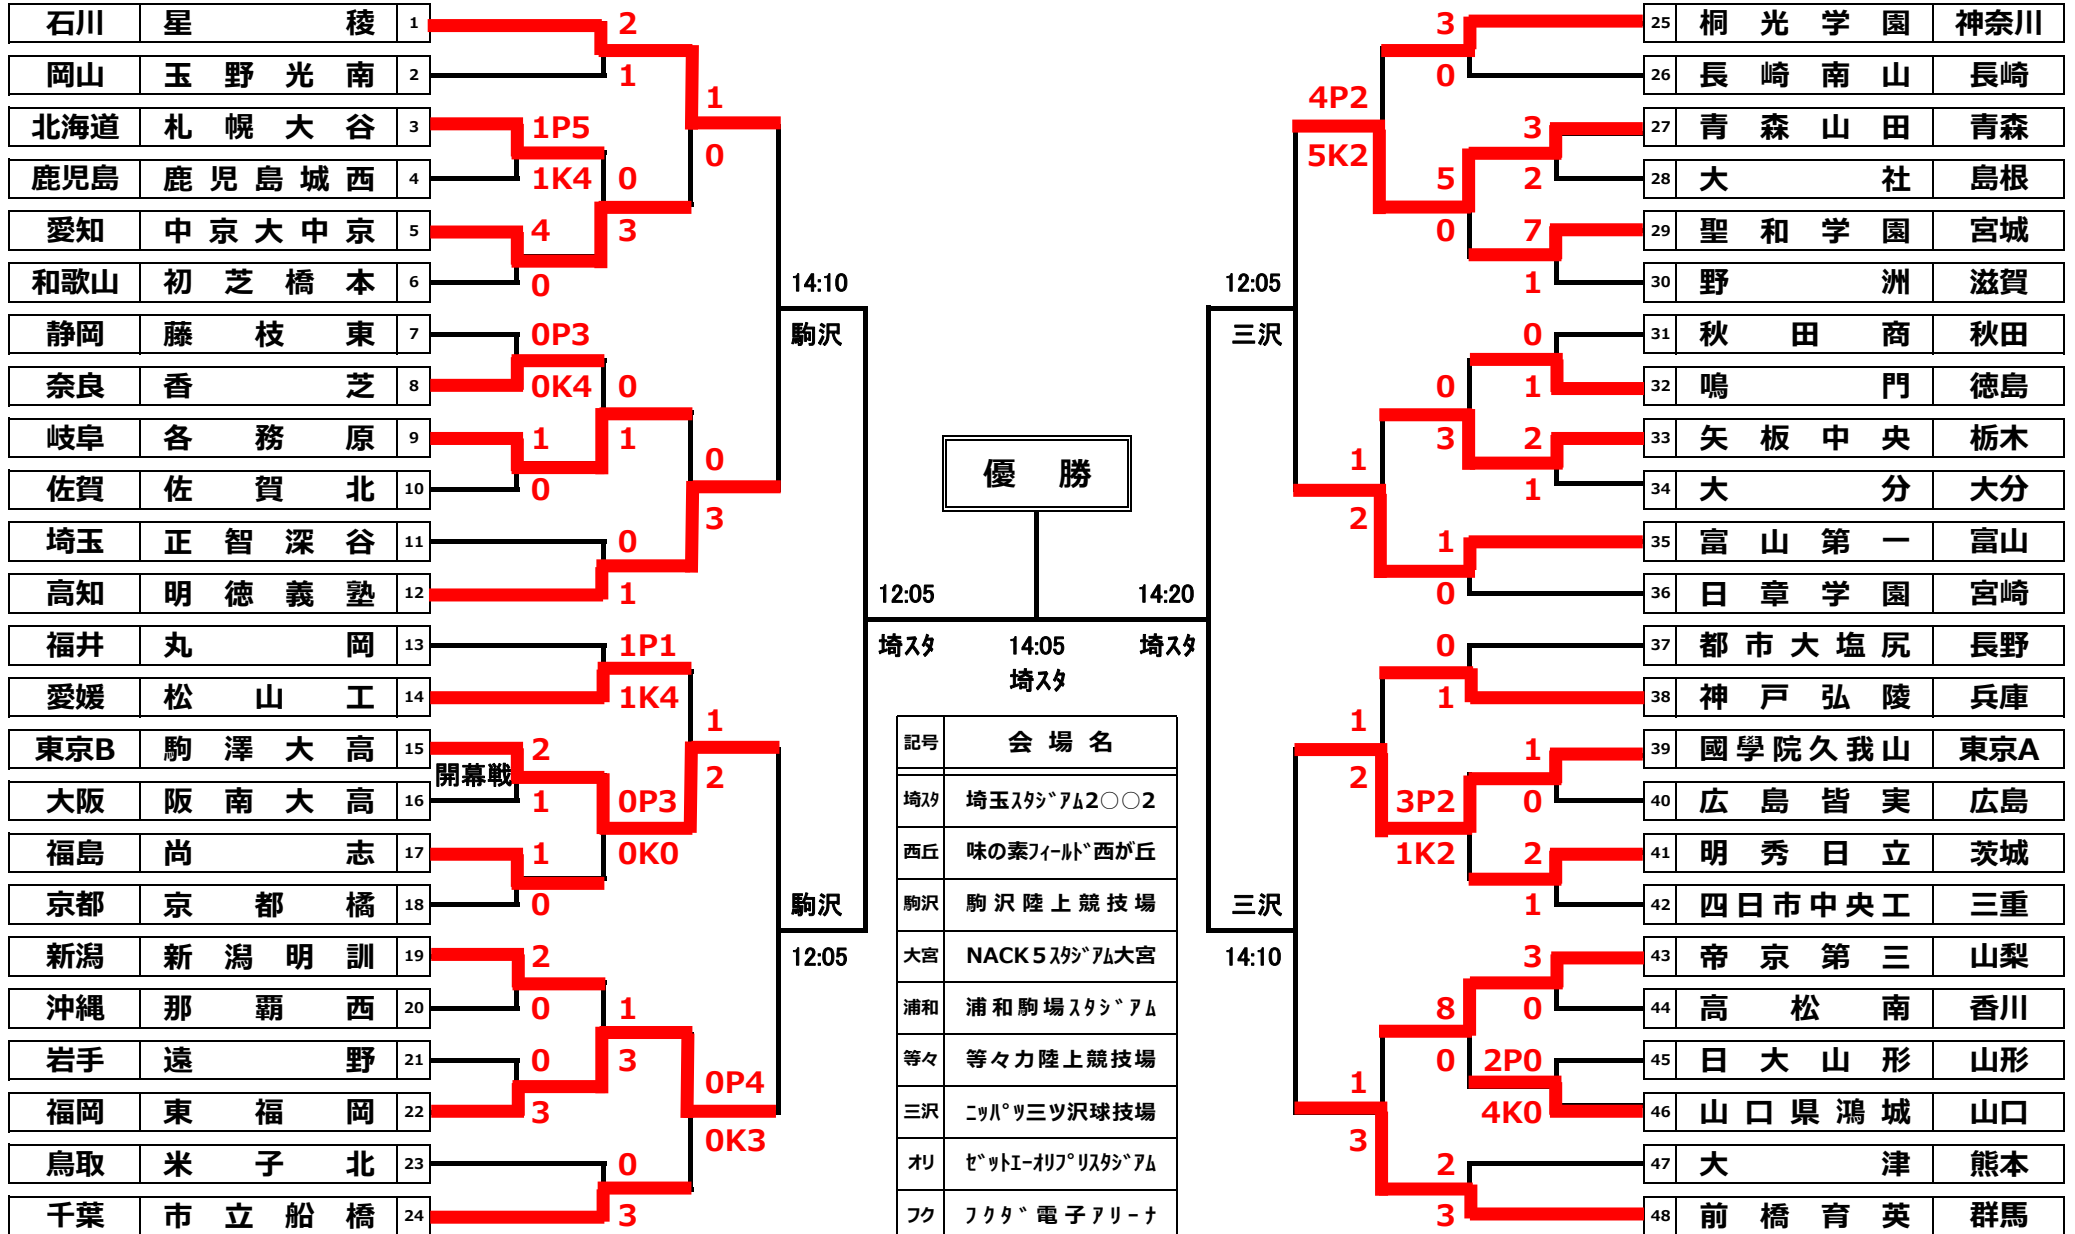 石川 星稜 1
岡山 玉野光南 2
北海道 札幌大谷 3
鹿児島 鹿児島城西 4
愛知 中京大中京 5
和歌山 初芝橋本 6
静岡 藤枝東 7
奈良 香芝 8
岐阜 各務原 9
佐賀 佐賀北 10
埼玉 正智深谷 11
高知 明徳義塾 12
福井 丸岡 13
愛媛 松山工 14
東京B 駒澤大高 15
開幕戦
大阪 阪南大高 16
福島 尚志 17
京都 京都橘 18
新潟 新潟明訓 19
沖縄 那覇西 20
岩手 遠野 21
福岡 東福岡 22
鳥取 米子北 23
千葉 市立船橋 24
2
1
1P5
1K4
4
0
0P3
0K4
1
0
0
1
1P1
1K4
2
1
1
0
2
0
0
3
0
3
0
3
0
1
0P3
0K0
1
3
1
0
0
3
1
2
0P4
0K3
14:10
駒沢
駒沢
12:05
12:05
埼スタ
優勝
14:05
埼スタ
14:20
埼スタ
12:05
三沢
三沢
14:10
記号 会場名
埼スタ 埼玉ｽﾀｼﾞｱﾑ2○○2
西丘 味の素ﾌｨｰﾙﾄﾞ西が丘
駒沢 駒沢陸上競技場
大宮 NACK５ｽﾀｼﾞｱﾑ大宮
浦和 浦和駒場ｽﾀｼﾞｱﾑ
等々 等々力陸上競技場
三沢 ﾆｯﾊﾟﾂ三ツ沢球技場
オリ ｾﾞｯﾄｴｰｵﾘﾌﾟﾘｽﾀｼﾞｱﾑ
フク フクダ電子アリーナ
4P2
5K2
1
2
1
2
1
3
5
0
0
3
3P2
1K2
8
0
3
0
3
2
7
1
0
1
2
1
1
0
0
1
1
0
2
1
3
0
2P0
4K0
2
3
25 桐光学園 神奈川
26 長崎南山 長崎
27 青森山田 青森
28 大社 島根
29 聖和学園 宮城
30 野洲 滋賀
31 秋田商 秋田
32 鳴門 徳島
33 矢板中央 栃木
34 大分 大分
35 富山第一 富山
36 日章学園 宮崎
37 都市大塩尻 長野
38 神戸弘陵 兵庫
39 國學院久我山 東京A
40 広島皆実 広島
41 明秀日立 茨城
42 四日市中央工 三重
43 帝京第三 山梨
44 高松南 香川
45 日大山形 山形
46 山口県鴻城 山口
47 大津 熊本
48 前橋育英 群馬